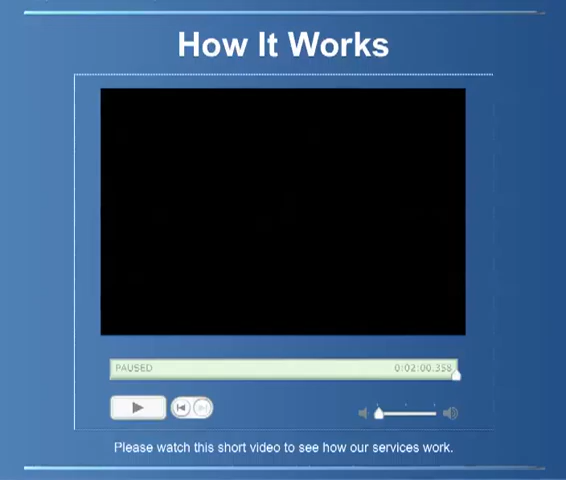 How It Works
PAUSED 0:02:00.358
Please watch this short video to see how our services work.